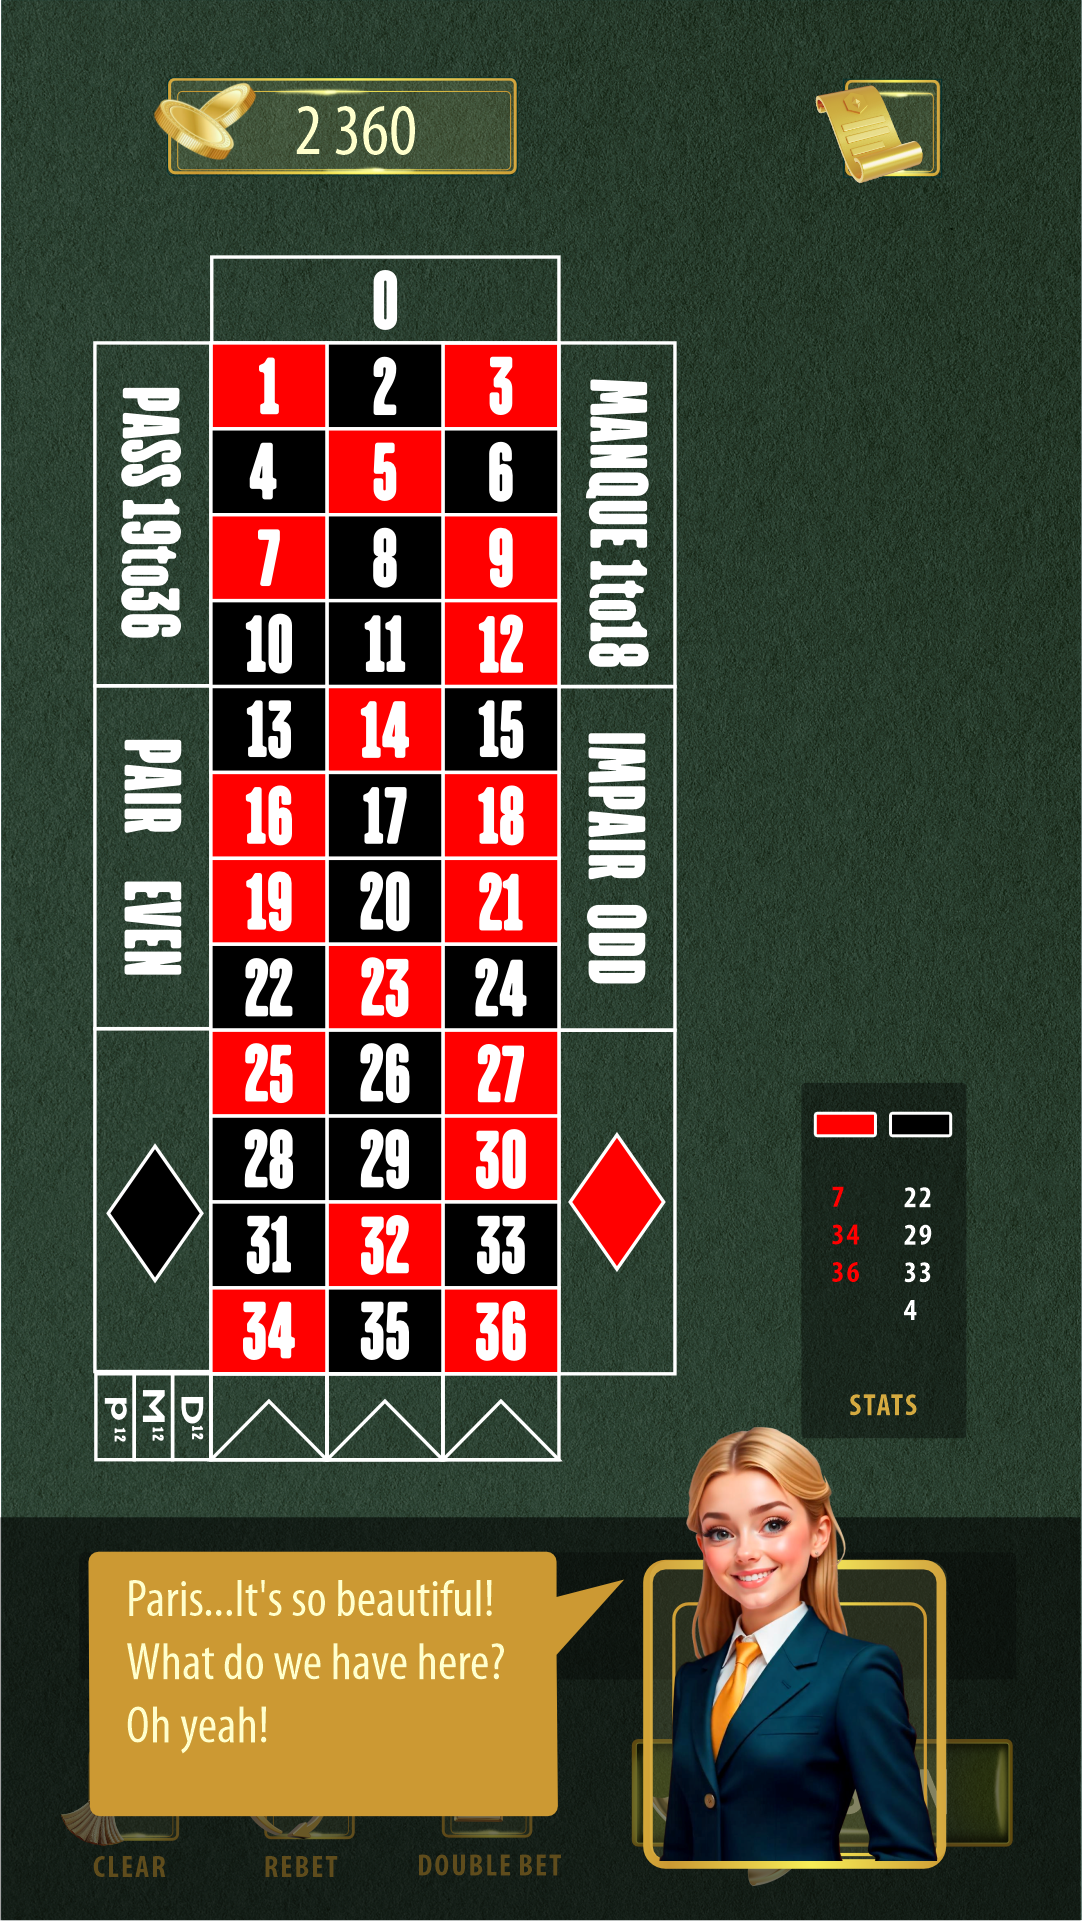 2 360
0
1 2 3
4 5 6
7 8 9
10 11 12
13 14 15
16 17 18
19 20 21
22 23 24
25 26 27
28 29 30
31 32 33
34 35 36
PASS 19to36
PAIR EVEN
MANQUE 1to18
IMPAIR ODD
P 12
M 12
D 12
7 22
34 29
36 33
4
STATS
Paris...It's so beautiful!
What do we have here?
Oh yeah!
CLEAR
REBET
DOUBLE BET